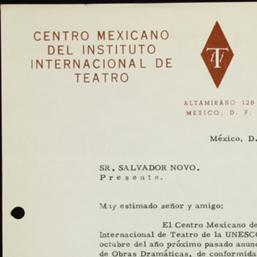 CENTRO MEXICANO
DEL INSTITUTO
INTERNACIONAL DE
TEATRO
ALTAMIRANO 128
MEXICO, D. F.
México, D.
SR. SALVADOR NOVO.
Presente.
Muy estimado señor y amigo:
El Centro Mexicano de
Internacional de Teatro de la UNESCO
octubre del año próximo pasado anun
de Obras Dramáticas, de conformida